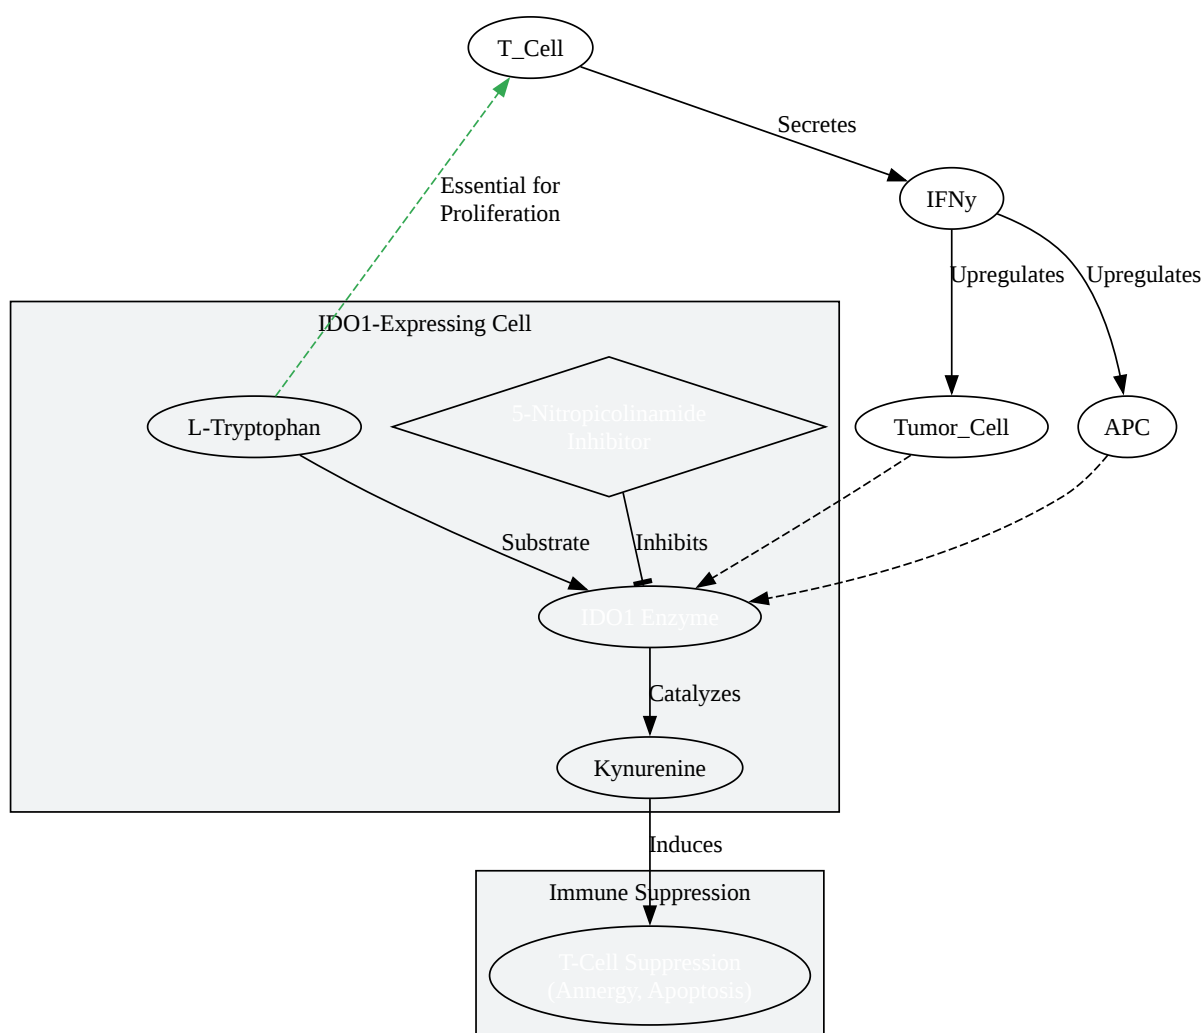 T_Cell
Secretes
Essential for
Proliferation
IFNy
Upregulates
Upregulates
IDO1-Expressing Cell
5-Nitropicolinamide
Inhibitor
L-Tryptophan
Tumor_Cell
APC
Substrate
Inhibits
IDO1 Enzyme
Catalyzes
Kynurenine
Induces
Immune Suppression
T-Cell Suppression
(Annergy, Apoptosis)